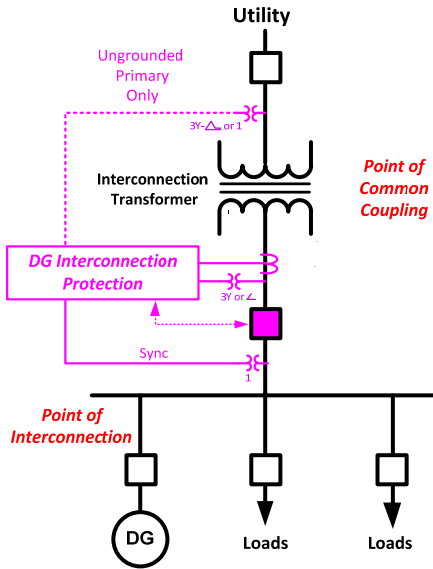 Utility
Ungrounded
Primary
Only
3Y-△ or 1
Interconnection
Transformer
Point of
Common
Coupling
DG Interconnection
Protection
3Y or ∠
Sync
1
Point of
Interconnection
DG
Loads
Loads